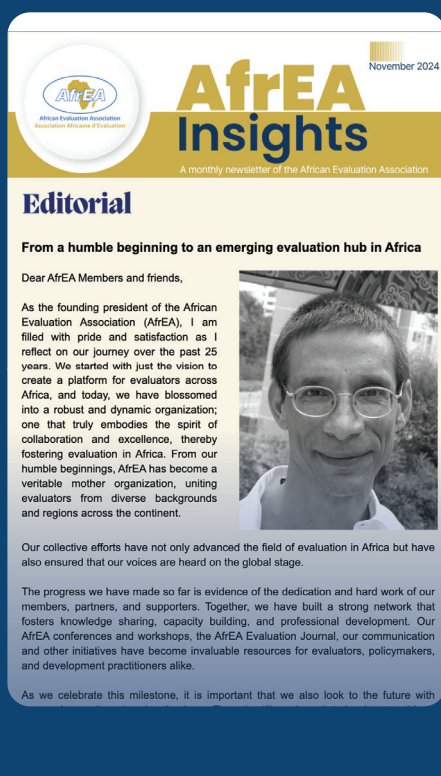 November 2024
AfrEA
African Evaluation Association
Association Africaine d'Évaluation
AfrEA
Insights
A monthly newsletter of the African Evaluation Association
Editorial
From a humble beginning to an emerging evaluation hub in Africa
Dear AfrEA Members and friends,
As the founding president of the African
Evaluation Association (AfrEA), I am
filled with pride and satisfaction as I
reflect on our journey over the past 25
years. We started with just the vision to
create a platform for evaluators across
Africa, and today, we have blossomed
into a robust and dynamic organization;
one that truly embodies the spirit of
collaboration and excellence, thereby
fostering evaluation in Africa. From our
humble beginnings, AfrEA has become a
veritable mother organization, uniting
evaluators from diverse backgrounds
and regions across the continent.
Our collective efforts have not only advanced the field of evaluation in Africa but have
also ensured that our voices are heard on the global stage.
The progress we have made so far is evidence of the dedication and hard work of our
members, partners, and supporters. Together, we have built a strong network that
fosters knowledge sharing, capacity building, and professional development. Our
AfrEA conferences and workshops, the AfrEA Evaluation Journal, our communication
and other initiatives have become invaluable resources for evaluators, policymakers,
and development practitioners alike.
As we celebrate this milestone, it is important that we also look to the future with